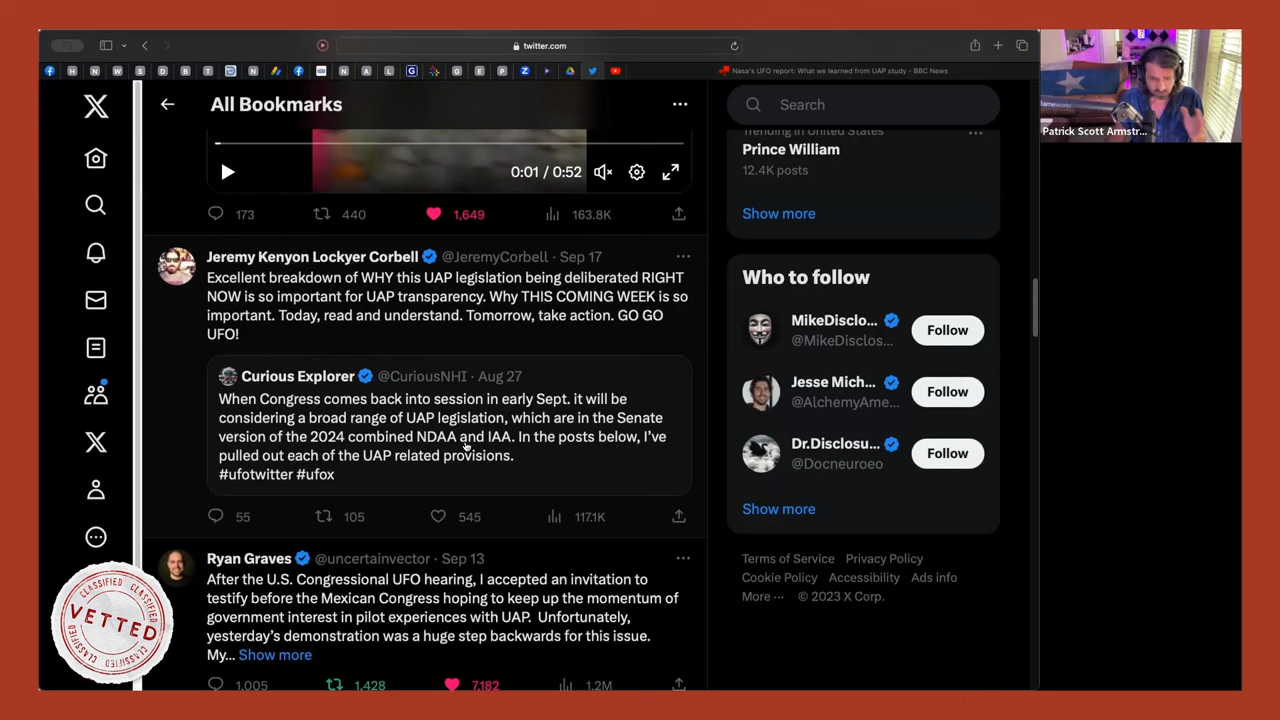 twitter.com
Nasa's UFO report: What we learned from UAP study - BBC News
All Bookmarks
0:01 / 0:52
173 440 1,649 163.8K
Jeremy Kenyon Lockyer Corbell @JeremyCorbell · Sep 17
Excellent breakdown of WHY this UAP legislation being deliberated RIGHT
NOW is so important for UAP transparency. Why THIS COMING WEEK is so
important. Today, read and understand. Tomorrow, take action. GO GO
UFO!
Curious Explorer @CuriousNHI · Aug 27
When Congress comes back into session in early Sept. it will be
considering a broad range of UAP legislation, which are in the Senate
version of the 2024 combined NDAA and IAA. In the posts below, I've
pulled out each of the UAP related provisions.
#ufotwitter #ufox
55 105 545 117.1K
Ryan Graves @uncertainvector · Sep 13
After the U.S. Congressional UFO hearing, I accepted an invitation to
testify before the Mexican Congress hoping to keep up the momentum of
government interest in pilot experiences with UAP. Unfortunately,
yesterday's demonstration was a huge step backwards for this issue.
My... Show more
1,005 1,428 7,182 1.2M
Search
Trending in United States
Prince William
12.4K posts
Show more
Who to follow
MikeDisclo...
@MikeDisclos...
Follow
Jesse Mich...
@AlchemyAme...
Follow
Dr.Disclosu...
@Docneuroeo
Follow
Show more
Terms of Service Privacy Policy
Cookie Policy Accessibility Ads info
More ··· © 2023 X Corp.
Patrick Scott Armstr...
CLASSIFIED CLASSIFIED
VETTED
CLASSIFIED CLASSIFIED